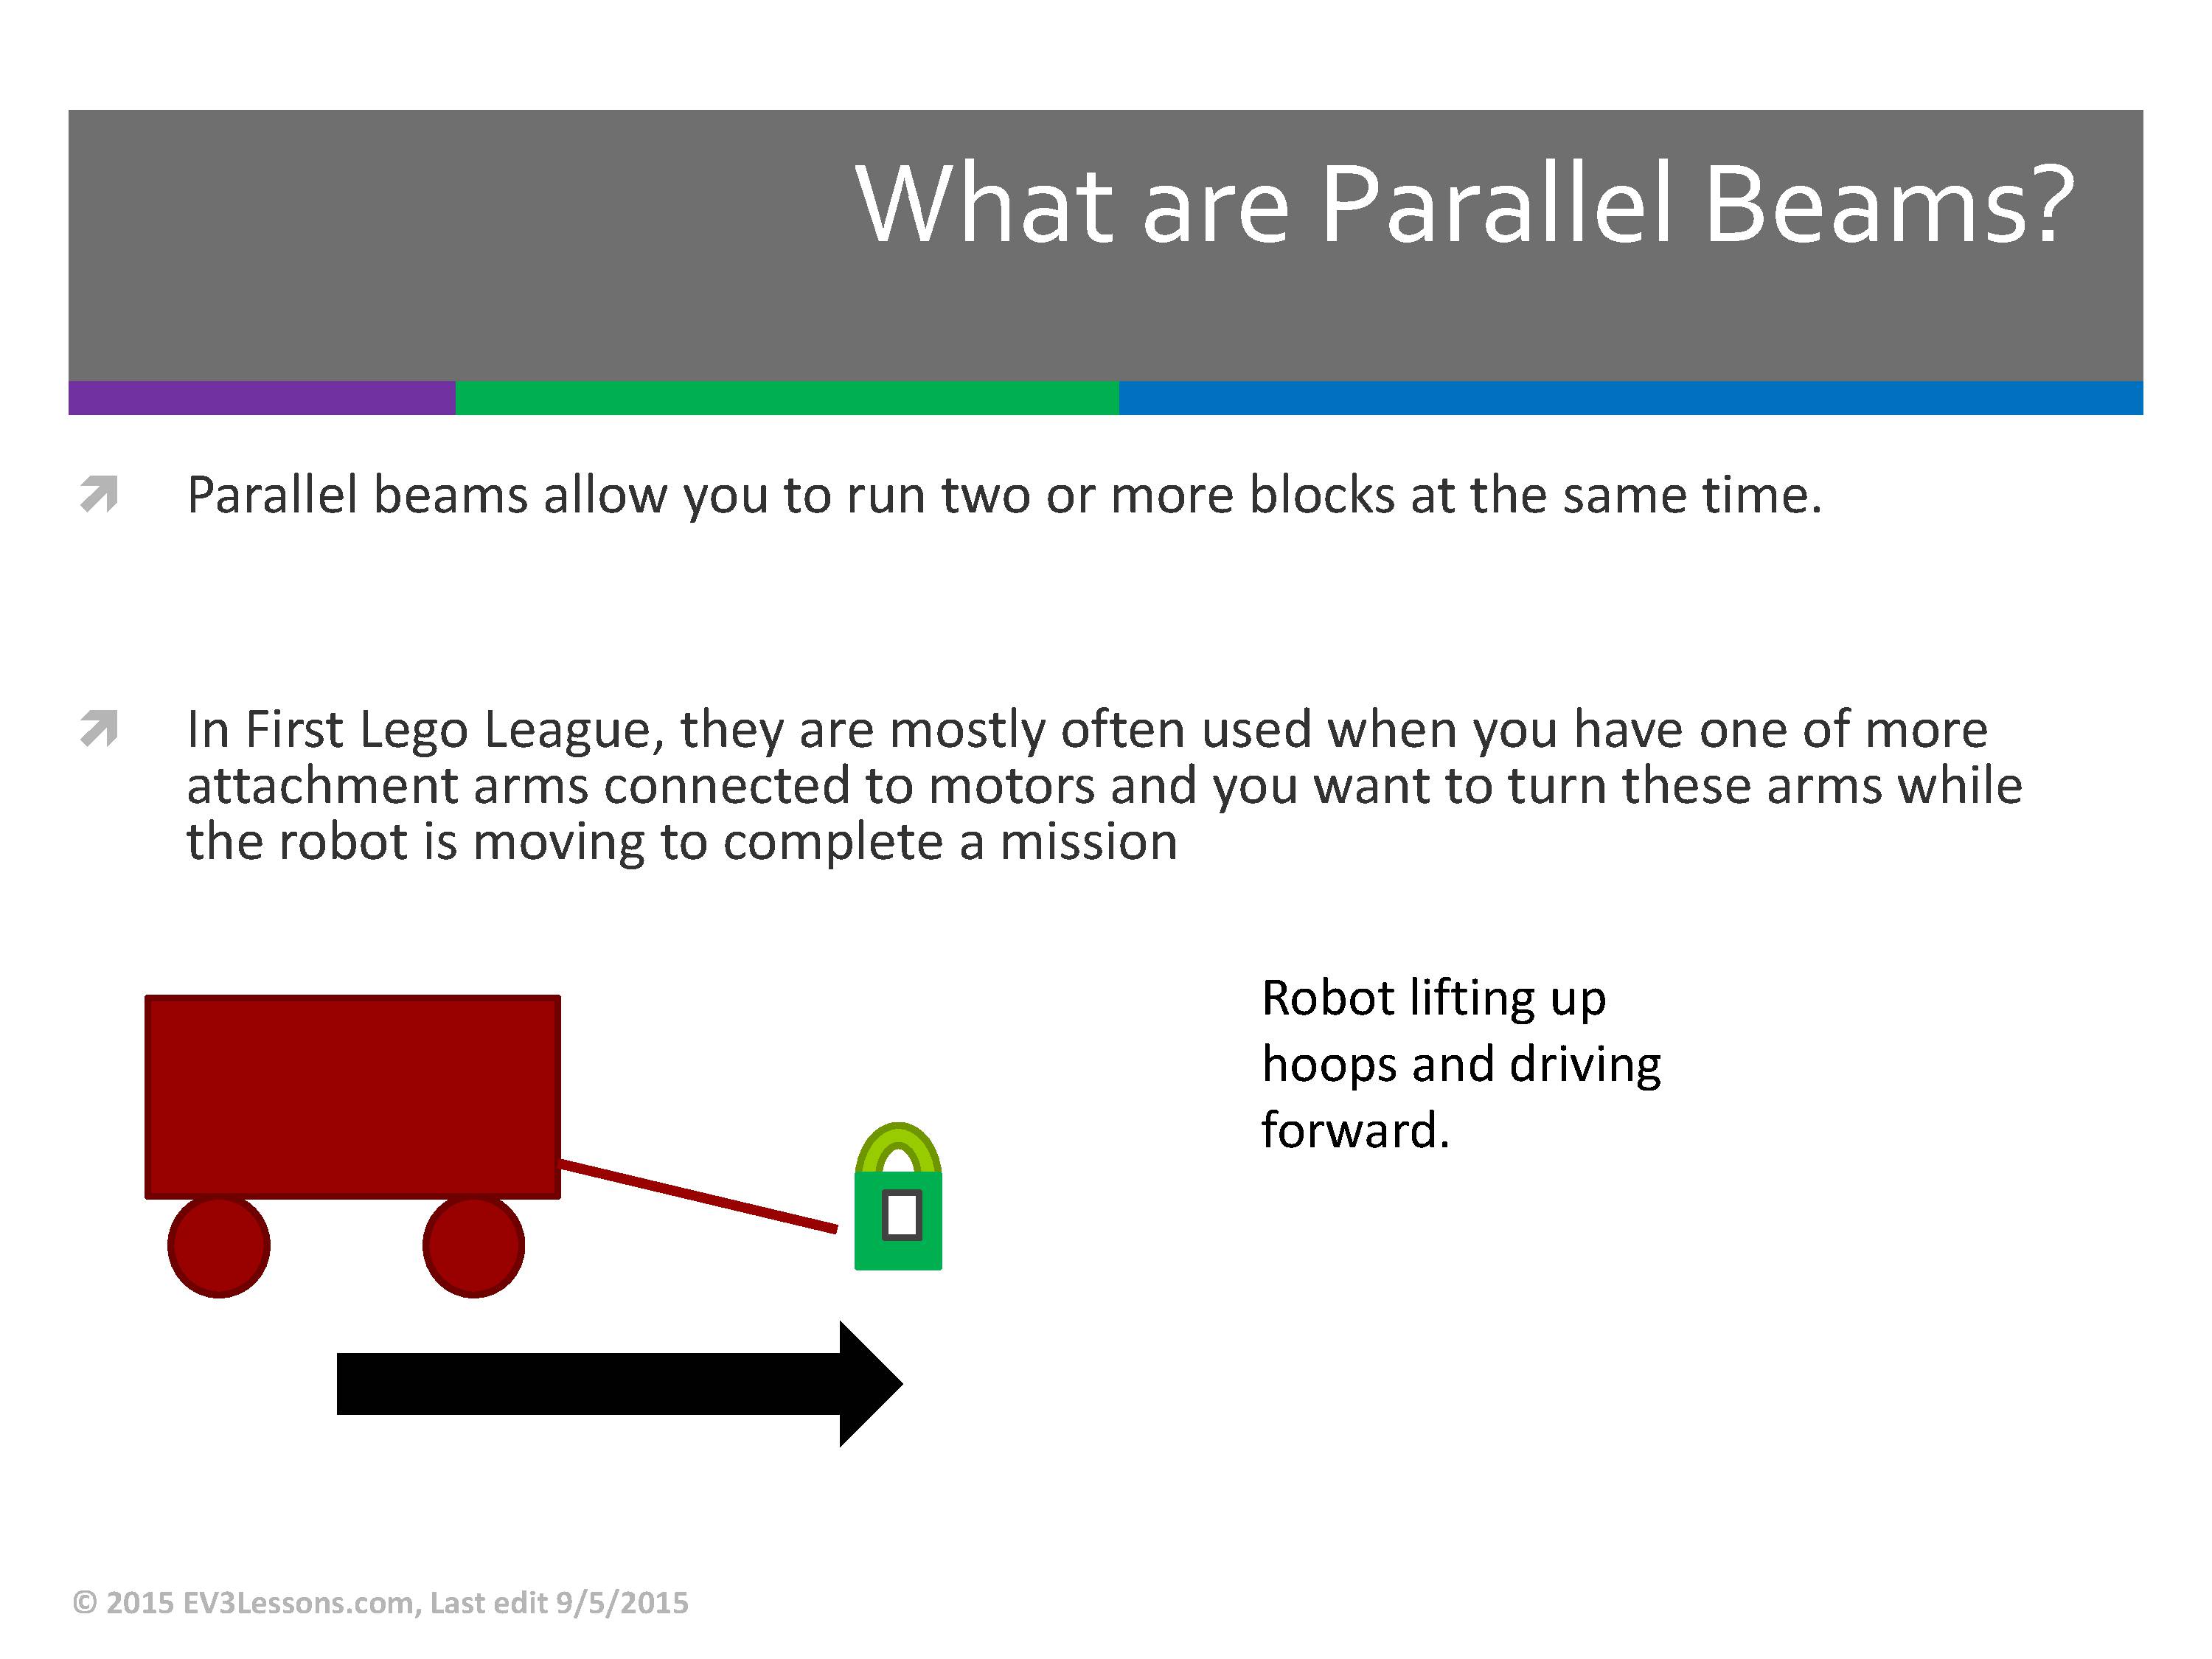 What are Parallel Beams?
Parallel beams allow you to run two or more blocks at the same time.
In First Lego League, they are mostly often used when you have one of more
attachment arms connected to motors and you want to turn these arms while
the robot is moving to complete a mission
Robot lifting up
hoops and driving
forward.
© 2015 EV3Lessons.com, Last edit 9/5/2015